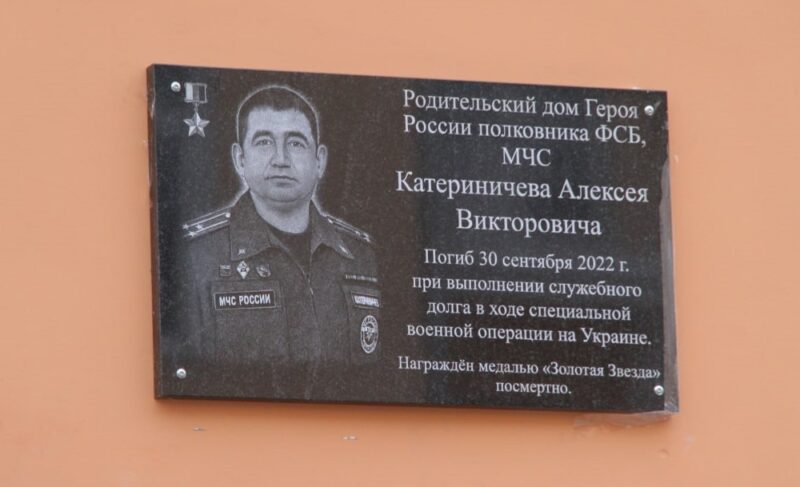 Родительский дом Героя
России полковника ФСБ,
МЧС
Катериничева Алексея
Викторовича
Погиб 30 сентября 2022 г.
при выполнении служебного
долга в ходе специальной
военной операции на Украине.
Награждён медалью «Золотая Звезда»
посмертно.
МЧС РОССИИ